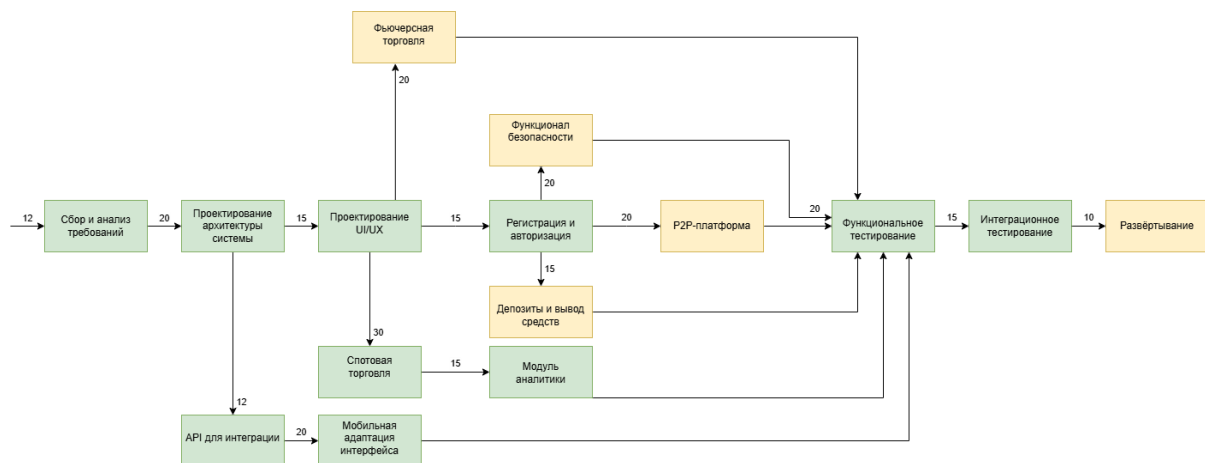 Фьючерсная
торговля
20
Функционал
безопасности
20
12
Сбор и анализ
требований
20
Проектирование
архитектуры
системы
15
Проектирование
UI/UX
15
Регистрация и
авторизация
20
P2P-платформа
20
Функциональное
тестирование
15
Интеграционное
тестирование
10
Развёртывание
15
Депозиты и вывод
средств
30
Спотовая
торговля
15
Модуль
аналитики
12
API для интеграции
20
Мобильная
адаптация
интерфейса